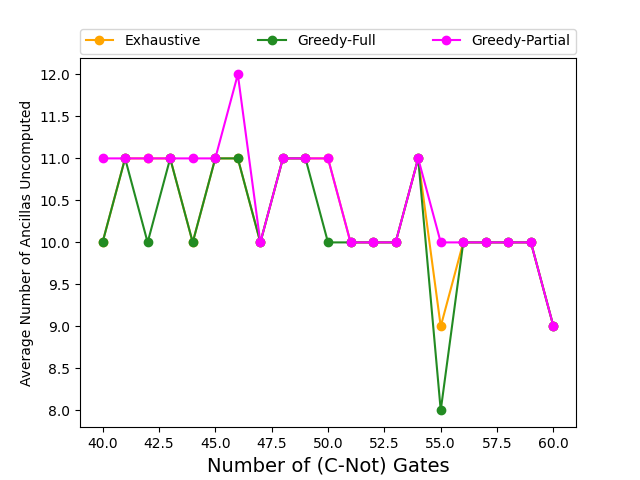 Exhaustive Greedy-Full Greedy-Partial
12.0
11.5
11.0
10.5
10.0
9.5
9.0
8.5
8.0
Average Number of Ancillas Uncomputed
40.0 42.5 45.0 47.5 50.0 52.5 55.0 57.5 60.0
Number of (C-Not) Gates